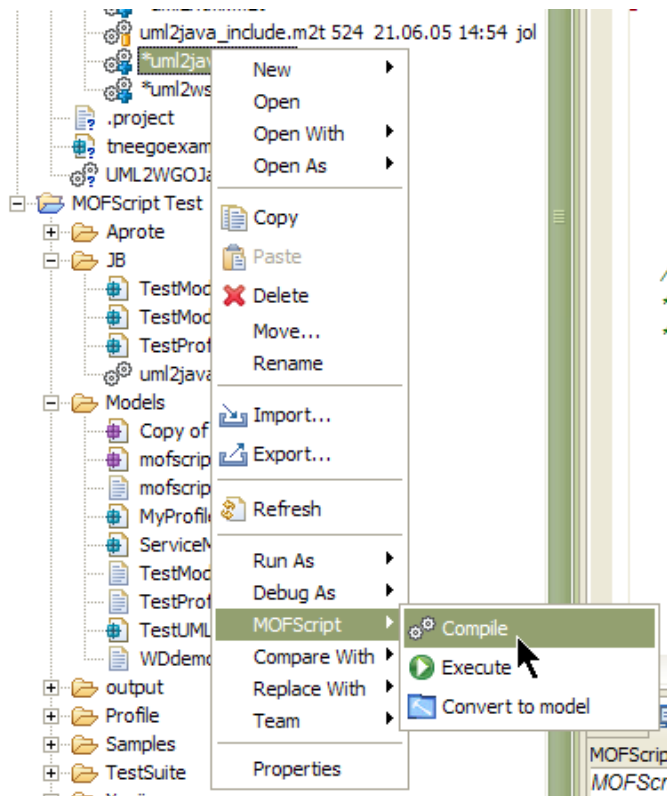 uml2java_include.m2t 524 21.06.05 14:54 jol
*uml2jav
*uml2ws
.project
tneegoexam
UML2WGOJa
MOFScript Test
Aprote
JB
TestMod
TestMod
TestProf
uml2java
Models
Copy of
mofscrip
mofscrip
MyProfile
ServiceM
TestMod
TestProf
TestUML
WDdemo
output
Profile
Samples
TestSuite
New
Open
Open With
Open As
Copy
Paste
Delete
Move...
Rename
Import...
Export...
Refresh
Run As
Debug As
MOFScript
Compare With
Replace With
Team
Properties
Compile
Execute
Convert to model
MOFScrip
MOFScr